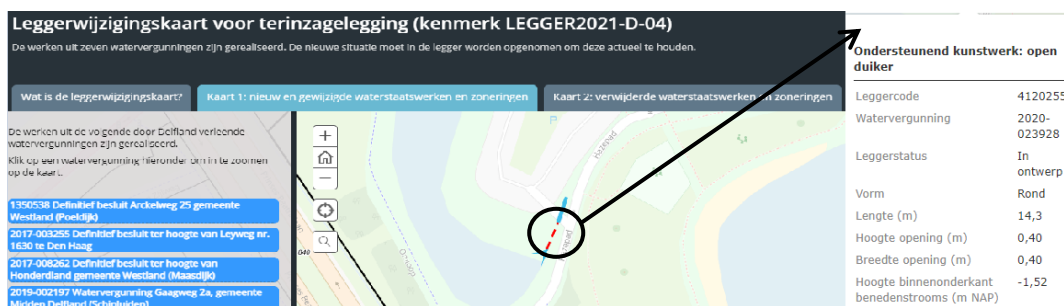 Leggerwijzigingskaart voor terinzagelegging (kenmerk LEGGER2021-D-04)
De werken uit zeven watervergunningen zijn gerealiseerd. De nieuwe situatie moet in de legger worden opgenomen om deze actueel te houden.
Wat is de leggerwijzigingskaart?
Kaart 1: nieuw en gewijzigde waterstaatswerken en zoneringen
Kaart 2: verwijderde waterstaatswerken en zoneringen
De werken uit de volgende door Delfland verleende
watervergunningen zijn gerealiseerd.
Klik op een watervergunning hieronder om in te zoomen
op de kaart.
1350538 Definitief besluit Arckelweg 25 gemeente
Westland (Poeldijk)
2017-003255 Definitief besluit ter hoogte van Leyweg nr.
1630 te Den Haag
2017-008262 Definitief besluit ter hoogte van
Honderdland gemeente Westland (Maasdijk)
2019-002197 Watervergunning Gaagweg 2a, gemeente
Midden Delfland (Schipluiden)
Hazepad
Ondersteunend kunstwerk: open
duiker
Leggercode 4120255
Watervergunning 2020-
023928
Leggerstatus In
ontwerp
Vorm Rond
Lengte (m) 14,3
Hoogte opening (m) 0,40
Breedte opening (m) 0,40
Hoogte binnenonderkant -1,52
benedenstrooms (m NAP)